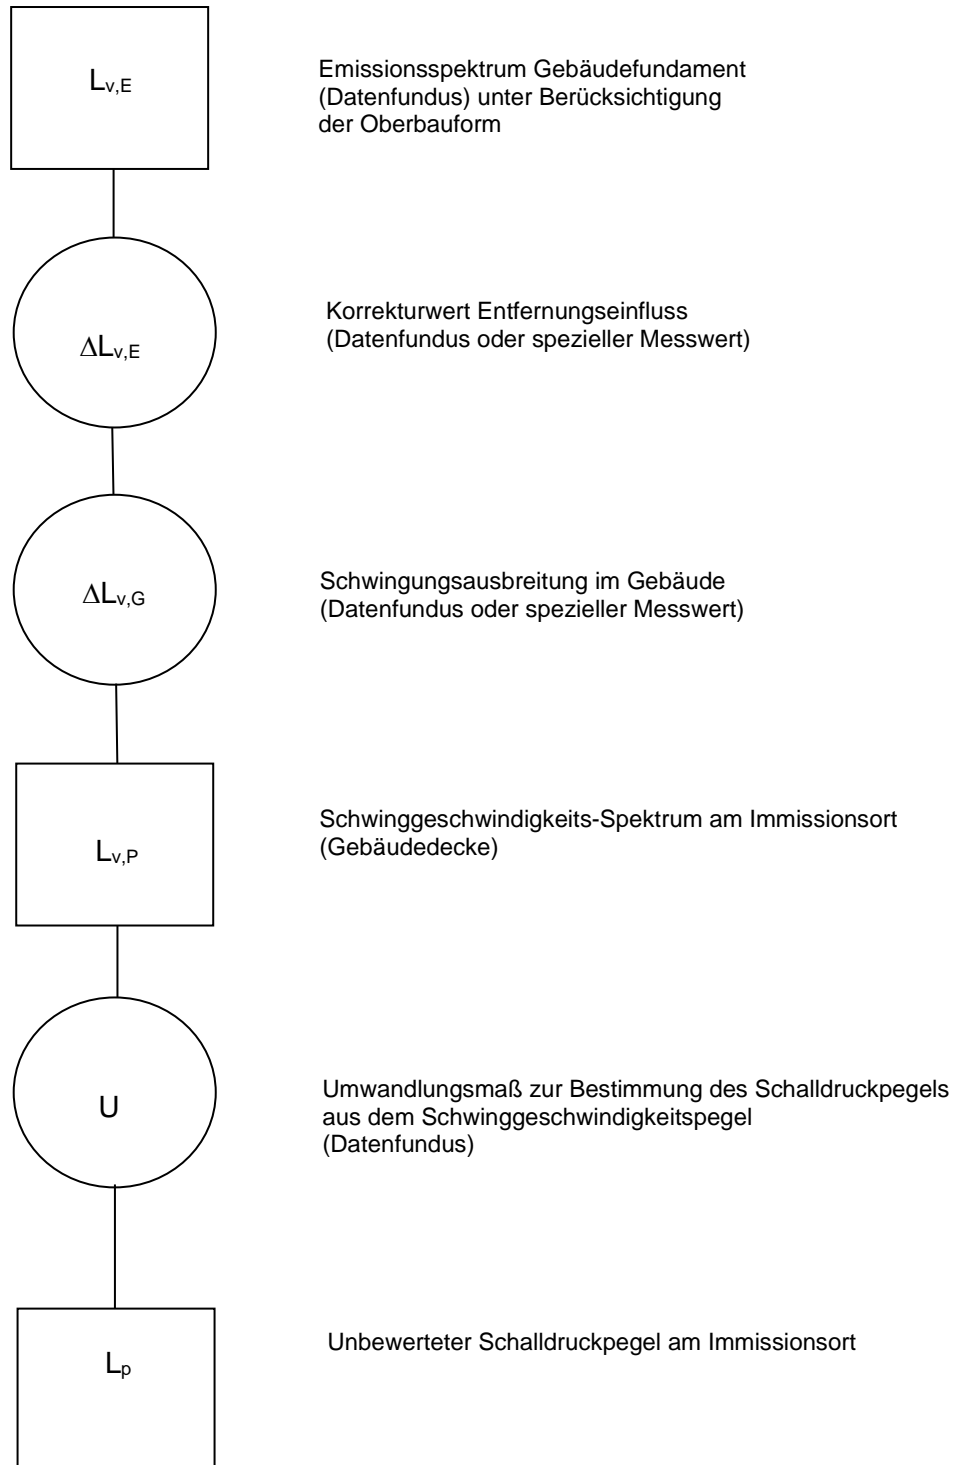 Lv,E
Emissionsspektrum Gebäudefundament
(Datenfundus) unter Berücksichtigung
der Oberbauform
ΔLv,E
Korrekturwert Entfernungseinfluss
(Datenfundus oder spezieller Messwert)
ΔLv,G
Schwingungsausbreitung im Gebäude
(Datenfundus oder spezieller Messwert)
Lv,P
Schwinggeschwindigkeits-Spektrum am Immissionsort
(Gebäudedecke)
U
Umwandlungsmaß zur Bestimmung des Schalldruckpegels
aus dem Schwinggeschwindigkeitspegel
(Datenfundus)
Lp
Unbewerteter Schalldruckpegel am Immissionsort